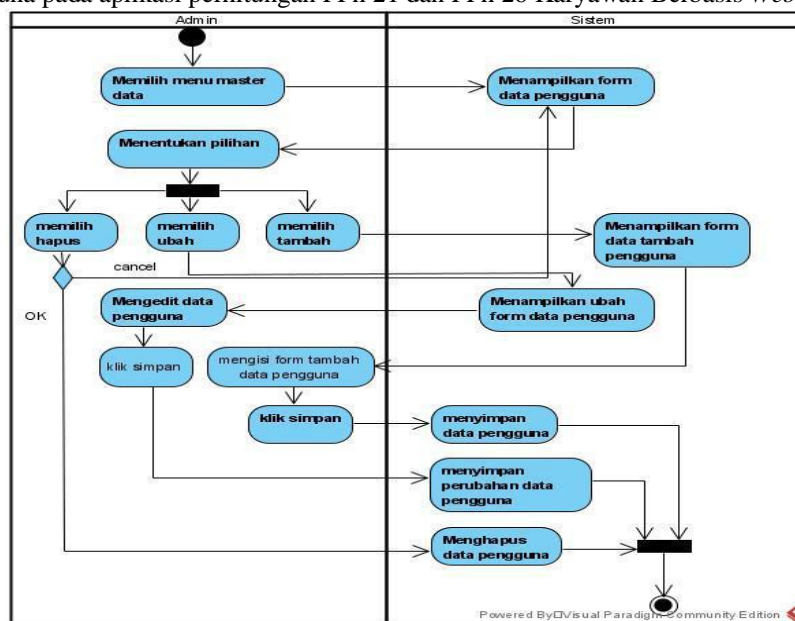 pada aplikasi perhitungan PPh 21 dan PPh 26 Karyawan Berbasis Web
Admin
Sistem
Memilih menu master
data
Menampilkan form
data pengguna
Menentukan pilihan
memilih
hapus
memilih
ubah
memilih
tambah
Menampilkan form
data tambah
pengguna
cancel
OK
Mengedit data
pengguna
Menampilkan ubah
form data pengguna
klik simpan
mengisi form tambah
data pengguna
klik simpan
menyimpan
data pengguna
menyimpan
perubahan data
pengguna
Menghapus
data pengguna
Powered By Visual Paradigm Community Edition